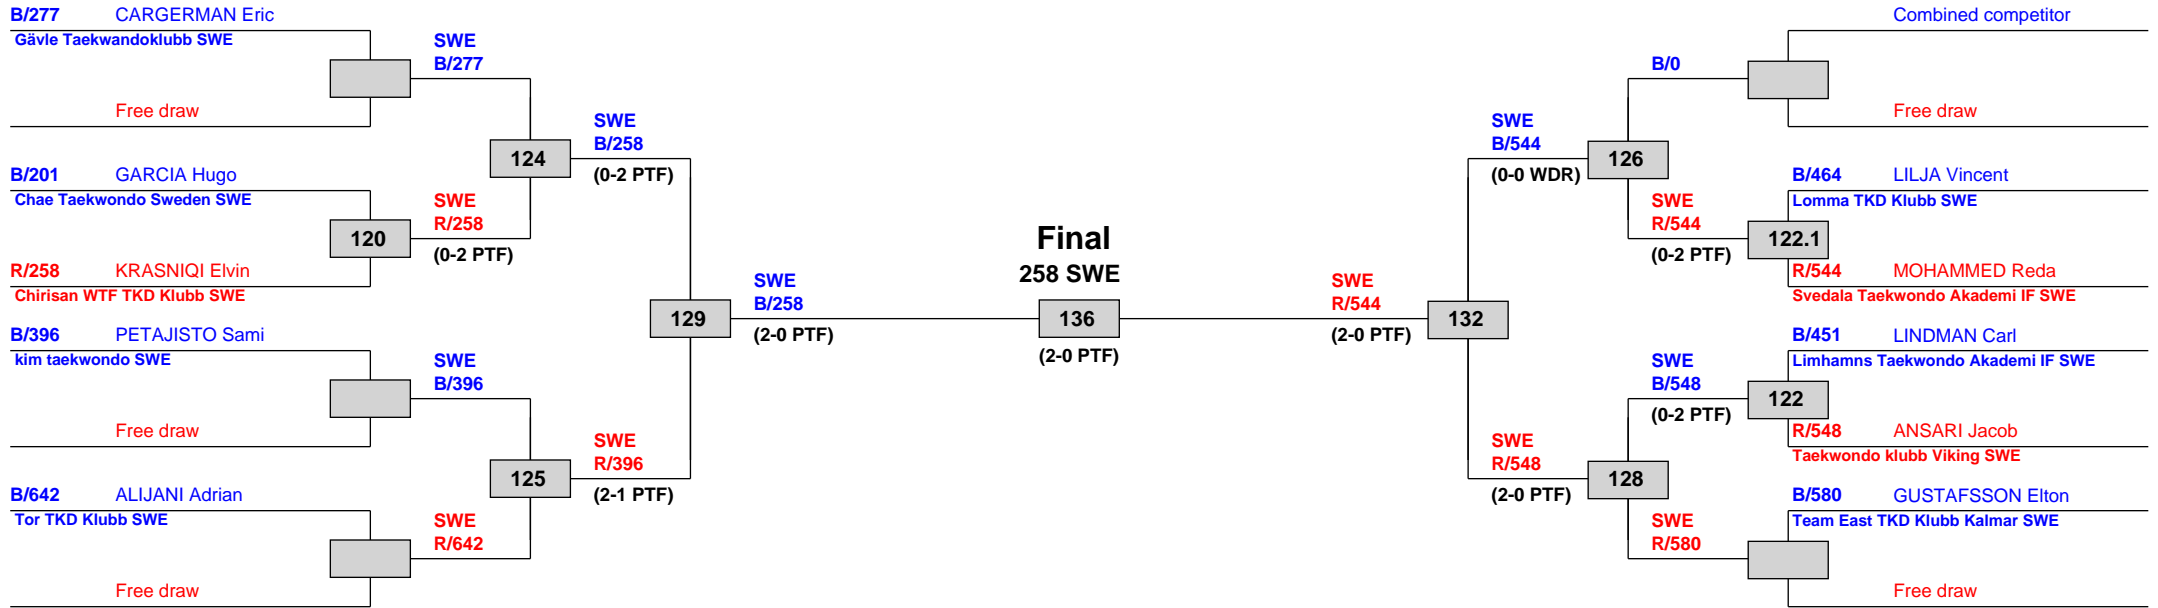 B/277 CARGERMAN Eric
Gävle Taekwandoklubb SWE
SWE
B/277
Free draw
SWE
B/258
124
(0-2 PTF)
B/201 GARCIA Hugo
Chae Taekwondo Sweden SWE
SWE
R/258
120
(0-2 PTF)
R/258 KRASNIQI Elvin
Chirisan WTF TKD Klubb SWE
SWE
B/258
129
(2-0 PTF)
B/396 PETAJISTO Sami
kim taekwondo SWE
SWE
B/396
Free draw
SWE
R/396
125
(2-1 PTF)
B/642 ALIJANI Adrian
Tor TKD Klubb SWE
SWE
R/642
Free draw
Final
258 SWE
136
(2-0 PTF)
Combined competitor
B/0
Free draw
SWE
B/544
126
(0-0 WDR)
B/464 LILJA Vincent
Lomma TKD Klubb SWE
SWE
R/544
122.1
(0-2 PTF)
R/544 MOHAMMED Reda
Svedala Taekwondo Akademi IF SWE
SWE
R/544
132
(2-0 PTF)
B/451 LINDMAN Carl
Limhamns Taekwondo Akademi IF SWE
SWE
B/548
122
(0-2 PTF)
R/548 ANSARI Jacob
Taekwondo klubb Viking SWE
SWE
R/548
128
(2-0 PTF)
B/580 GUSTAFSSON Elton
Team East TKD Klubb Kalmar SWE
SWE
R/580
Free draw